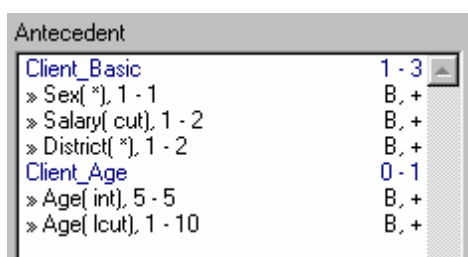 Antecedent
Client_Basic 1 - 3
» Sex( *), 1 - 1 B, +
» Salary( cut), 1 - 2 B, +
» District( *), 1 - 2 B, +
Client_Age 0 - 1
» Age( int), 5 - 5 B, +
» Age( lcut), 1 - 10 B, +